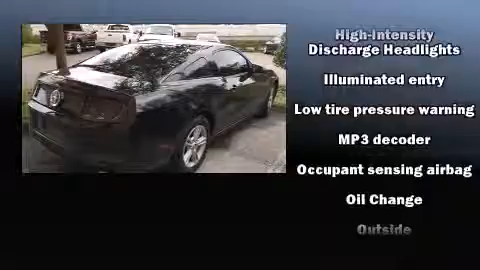 High-Intensity
Discharge Headlights
Illuminated entry
Low tire pressure warning
MP3 decoder
Occupant sensing airbag
Oil Change
Outside